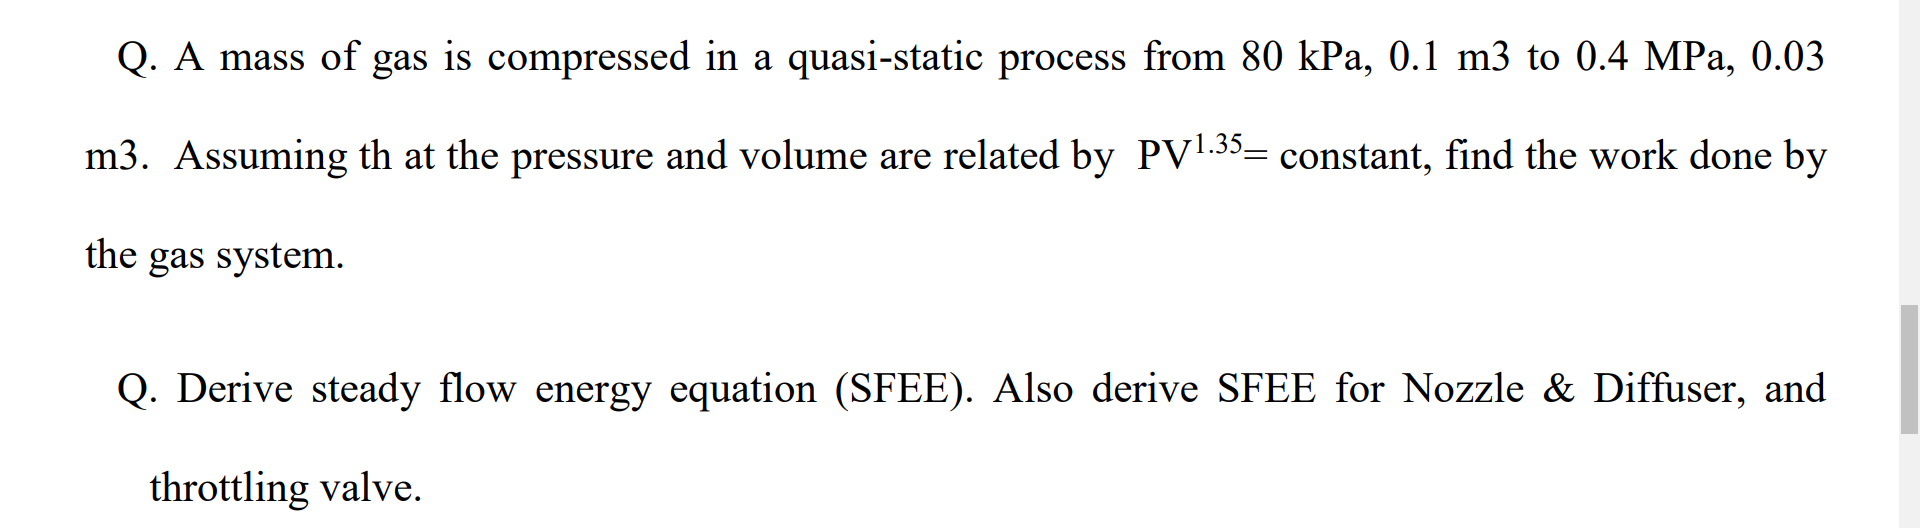 Q. A mass of gas is compressed in a quasi-static process from 80 kPa, 0.1 m3 to 0.4 MPa, 0.03
m3. Assuming th at the pressure and volume are related by PV^1.35= constant, find the work done by
the gas system.
Q. Derive steady flow energy equation (SFEE). Also derive SFEE for Nozzle & Diffuser, and
throttling valve.